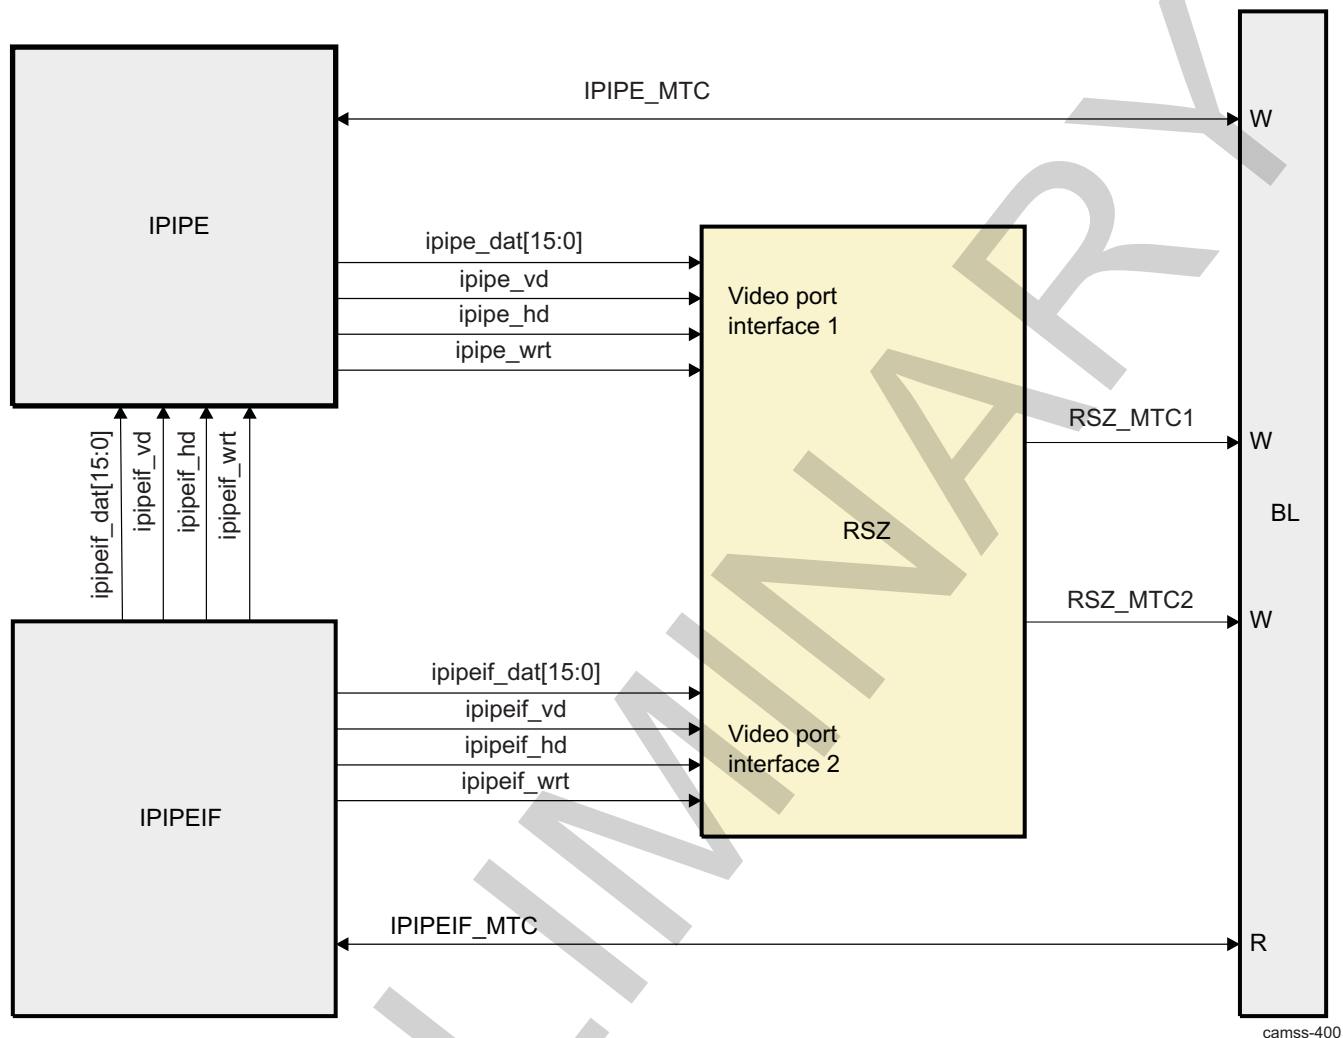 IPIPE_MTC
W
IPIPE
ipipe_dat[15:0]
ipipe_vd
ipipe_hd
ipipe_wrt
Video port
interface 1
ipipeif_dat[15:0]
ipipeif_vd
ipipeif_hd
ipipeif_wrt
RSZ_MTC1
W
BL
RSZ
RSZ_MTC2
W
ipipeif_dat[15:0]
ipipeif_vd
ipipeif_hd
ipipeif_wrt
Video port
interface 2
IPIPEIF
IPIPEIF_MTC
R
camss-400
LIMINARY